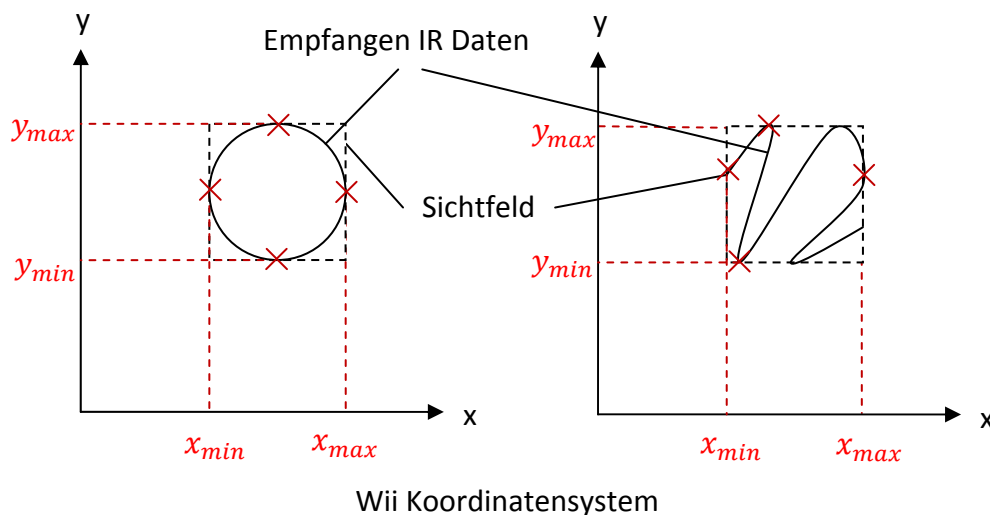 y
y
Empfangen IR Daten
y_max
y_max
Sichtfeld
y_min
y_min
x
x
x_min
x_max
x_min
x_max
Wii Koordinatensystem